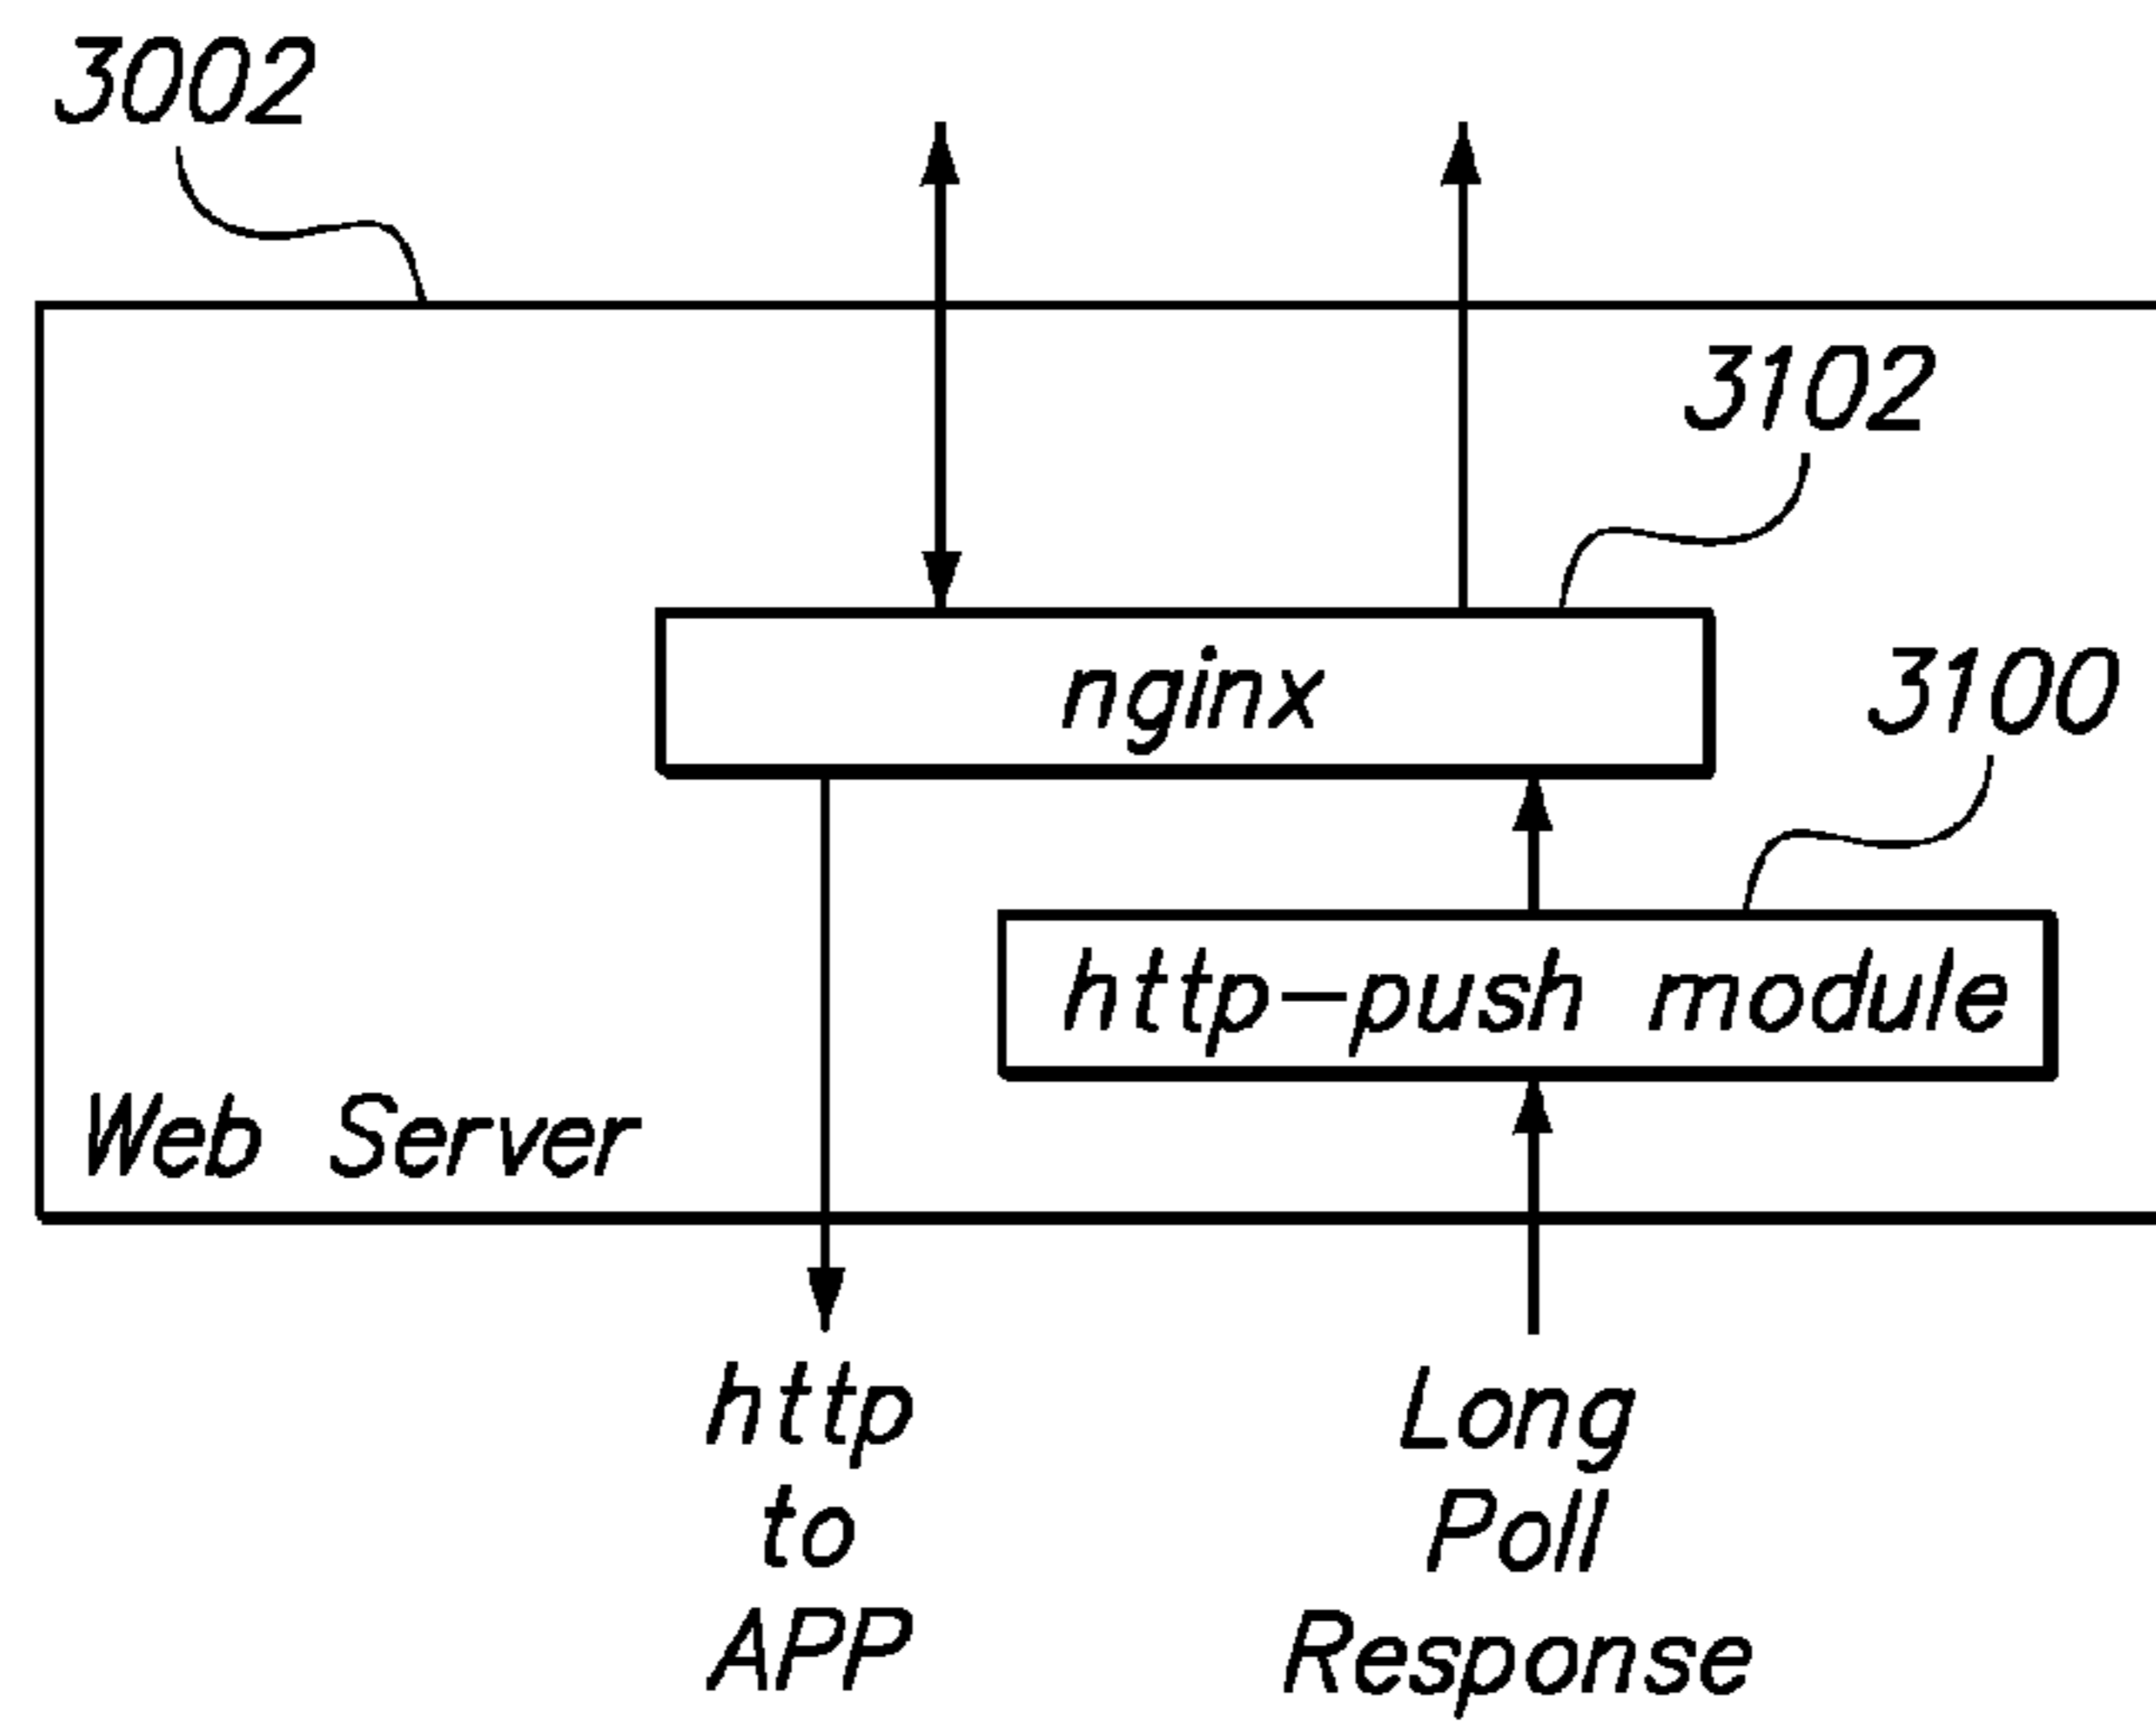 3002
3102
nginx
3100
http-push module
Web Server
http
to
APP
Long
Poll
Response